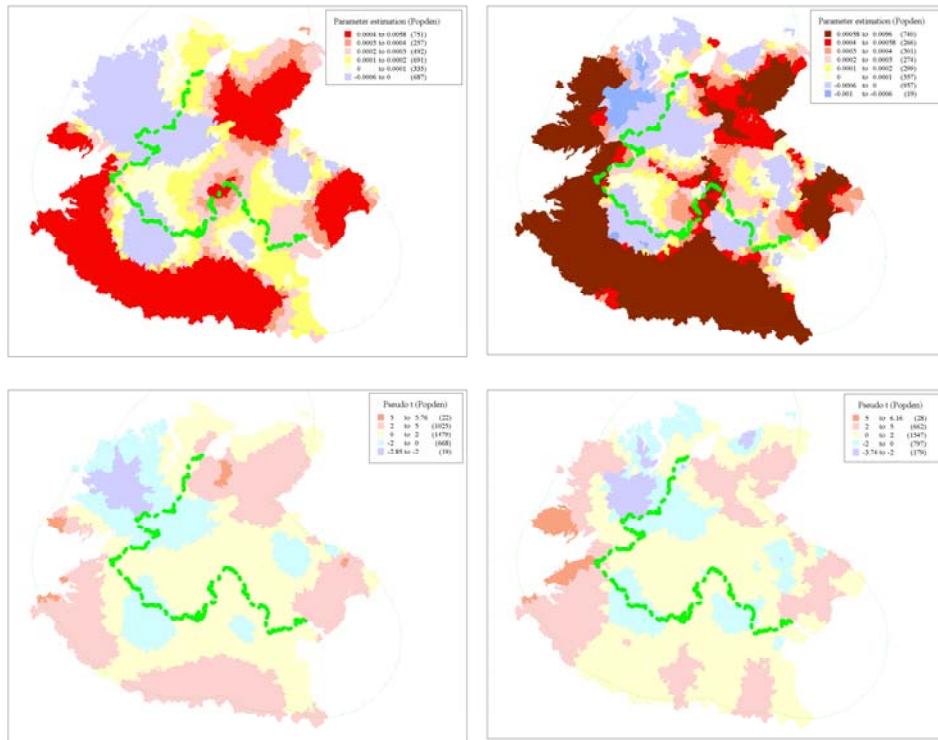 Parameter estimation (Popden)
0.0004 to 0.0058 (751)
0.0003 to 0.0004 (257)
0.0002 to 0.0003 (492)
0.0001 to 0.0002 (691)
0 to 0.0001 (335)
-0.0006 to 0 (687)
Parameter estimation (Popden)
0.00058 to 0.0096 (740)
0.0004 to 0.00058 (266)
0.0003 to 0.0004 (301)
0.0002 to 0.0003 (274)
0.0001 to 0.0002 (299)
0 to 0.0001 (357)
-0.0006 to 0 (957)
-0.001 to -0.0006 (19)
Pseudo t (Popden)
5 to 5.76 (22)
2 to 5 (1025)
0 to 2 (1479)
-2 to 0 (668)
-2.88 to -2 (19)
Pseudo t (Popden)
5 to 6.16 (28)
2 to 5 (662)
0 to 2 (1547)
-2 to 0 (797)
-3.74 to -2 (179)